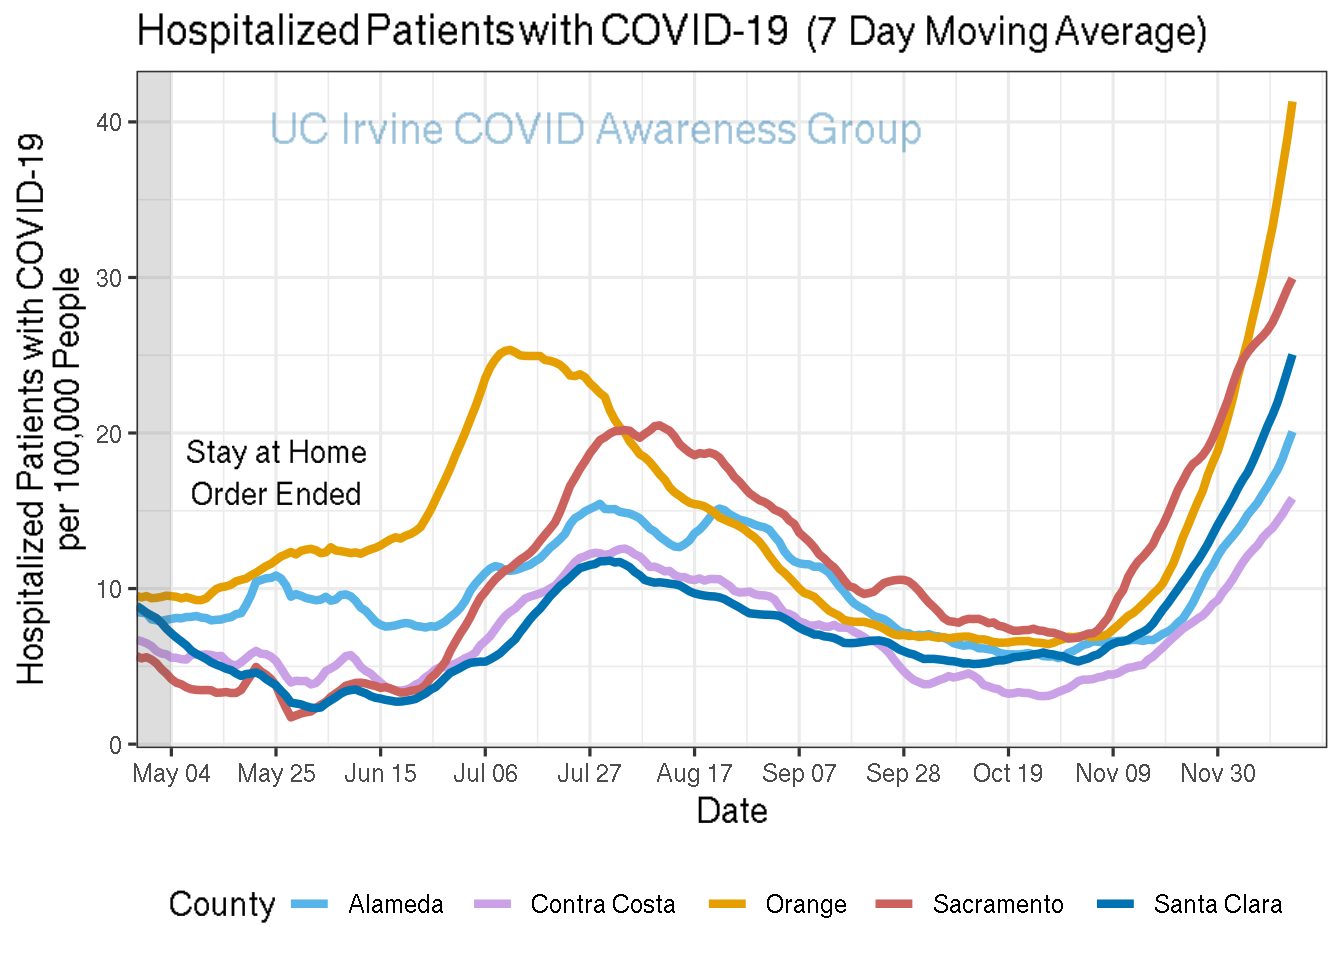 Hospitalized Patients with COVID-19 (7 Day Moving Average)
UC Irvine COVID Awareness Group
Hospitalized Patients with COVID-19
per 100,000 People
40
30
20
10
0
Stay at Home
Order Ended
May 04 May 25 Jun 15 Jul 06 Jul 27 Aug 17 Sep 07 Sep 28 Oct 19 Nov 09 Nov 30
Date
County Alameda Contra Costa Orange Sacramento Santa Clara